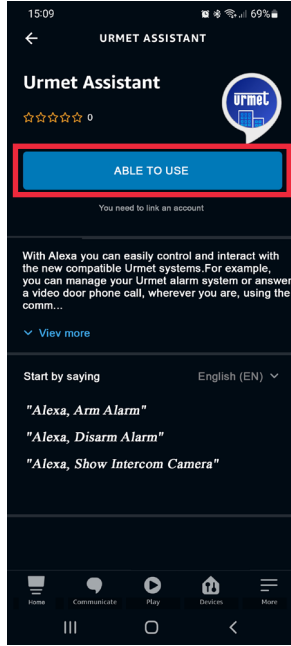 15:09 69%
URMET ASSISTANT
Urmet Assistant
urmet
0
ABLE TO USE
You need to link an account
With Alexa you can easily control and interact with
the new compatible Urmet systems.For example,
you can manage your Urmet alarm system or answer
a video door phone call, wherever you are, using the
comm...
Viev more
Start by saying English (EN)
"Alexa, Arm Alarm"
"Alexa, Disarm Alarm"
"Alexa, Show Intercom Camera"
Home Communicate Play Devices More